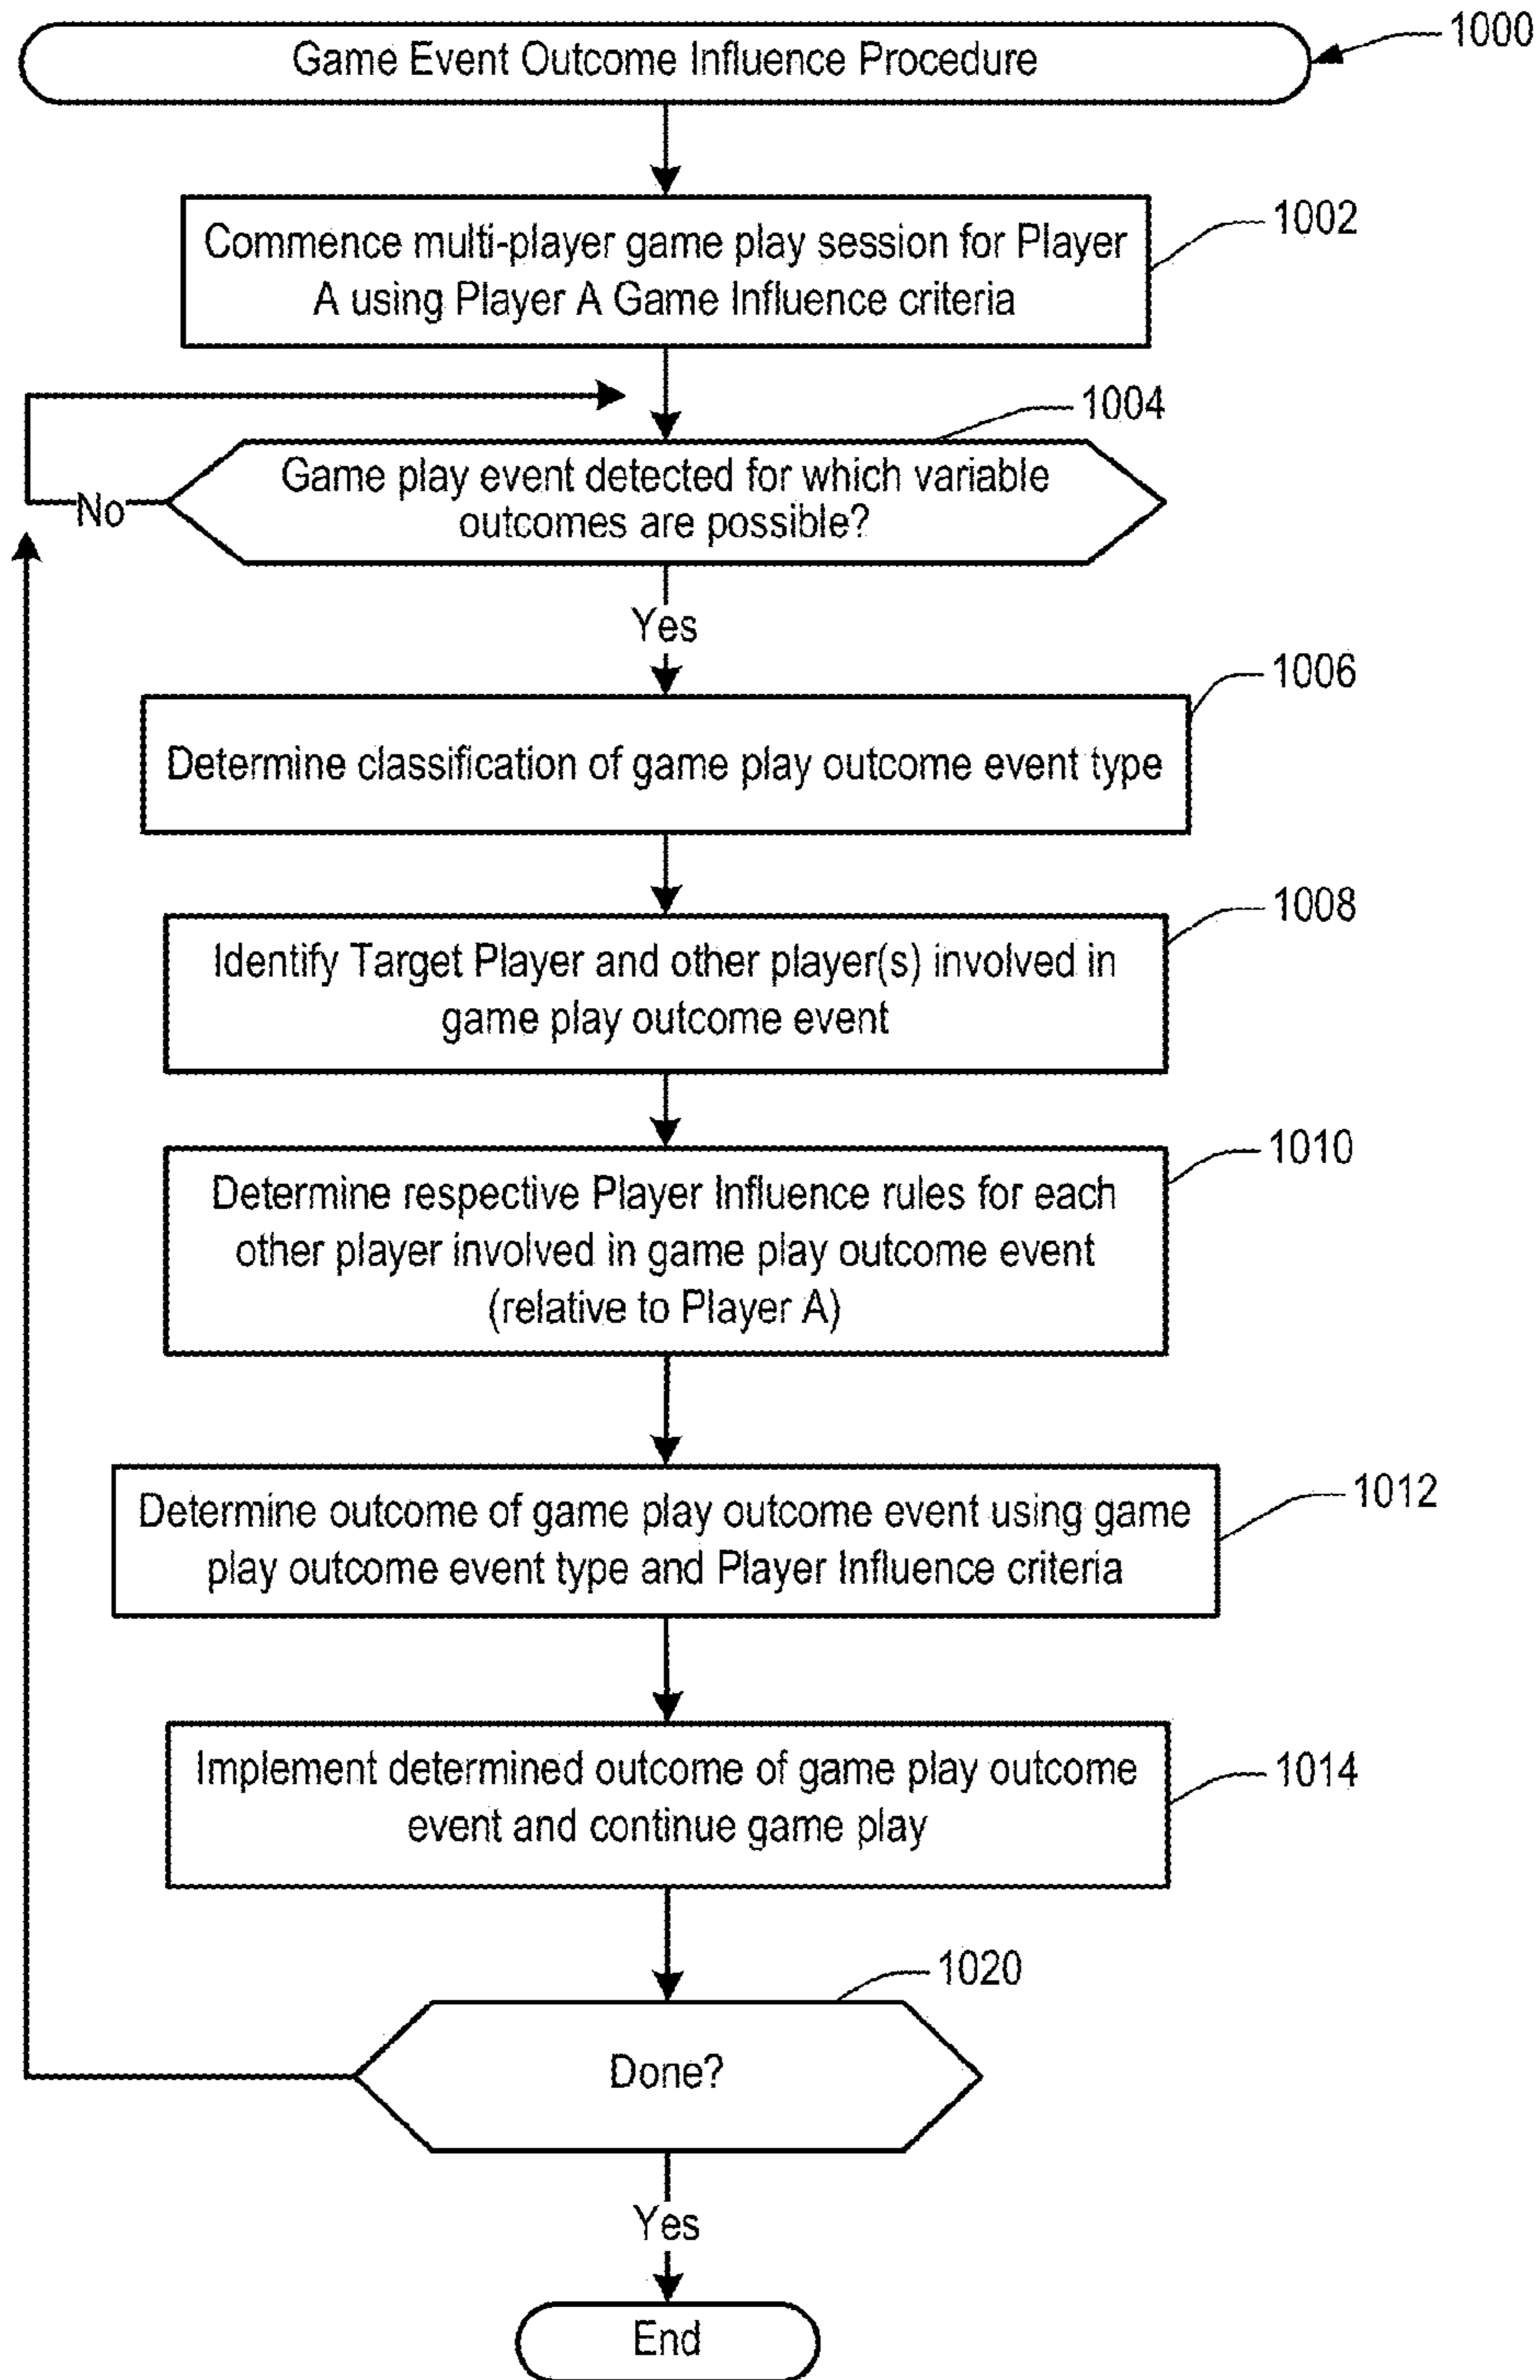 Game Event Outcome Influence Procedure
1000
Commence multi-player game play session for Player
A using Player A Game Influence criteria
1002
1004
Game play event detected for which variable
outcomes are possible?
No
Yes
1006
Determine classification of game play outcome event type
1008
Identify Target Player and other player(s) involved in
game play outcome event
1010
Determine respective Player Influence rules for each
other player involved in game play outcome event
(relative to Player A)
1012
Determine outcome of game play outcome event using game
play outcome event type and Player Influence criteria
1014
Implement determined outcome of game play outcome
event and continue game play
1020
Done?
Yes
End